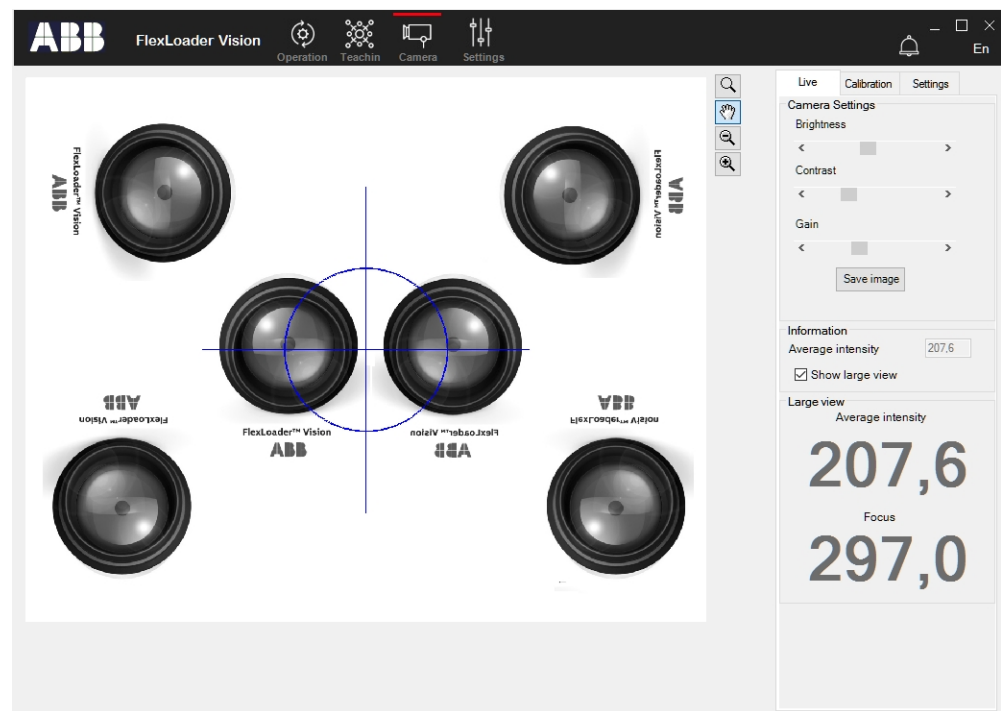 ABB
FlexLoader Vision
Operation
Teachin
Camera
Settings
En
Live
Calibration
Settings
Camera Settings
Brightness
Contrast
Gain
Save image
Information
Average intensity
207,6
Show large view
Large view
Average intensity
207,6
Focus
297,0
FlexLoader™ Vision
ABB
FlexLoader™ Vision
ABB
ABB
FlexLoader™ Vision
FlexLoader™ Vision
ABB
FlexLoader™ Vision
ABB
ABB
FlexLoader™ Vision